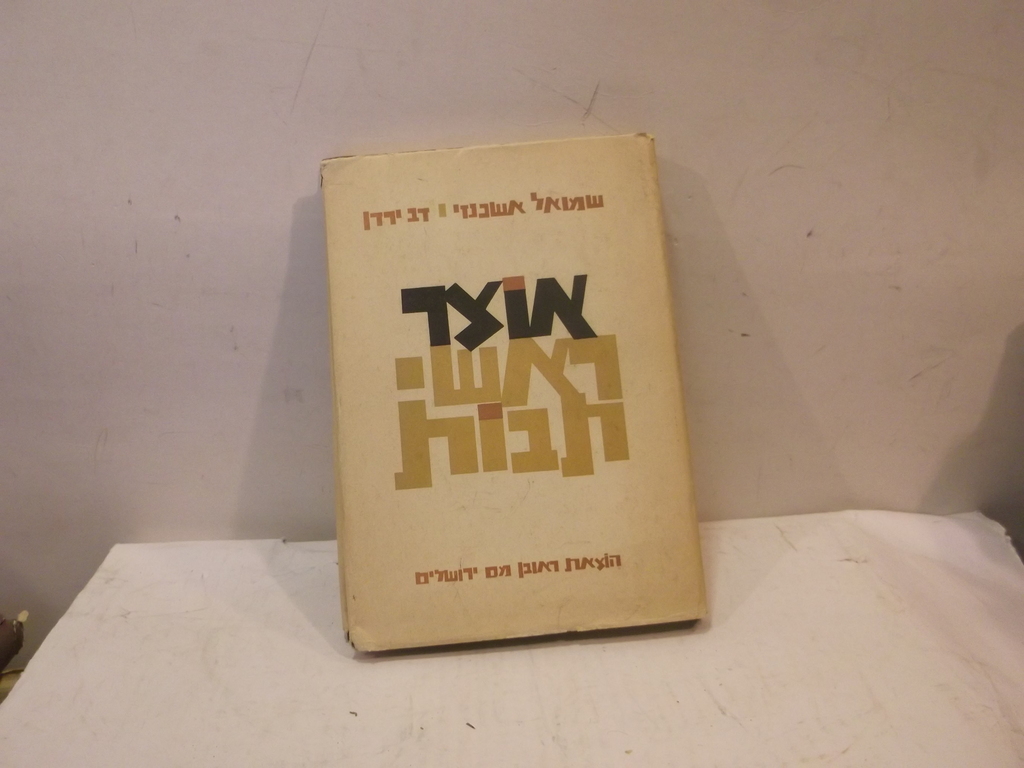 שמואל אשכנזי | דב ירדן
אוצר
ראשי
תבות
הוצאת ראובן מס ירושלים